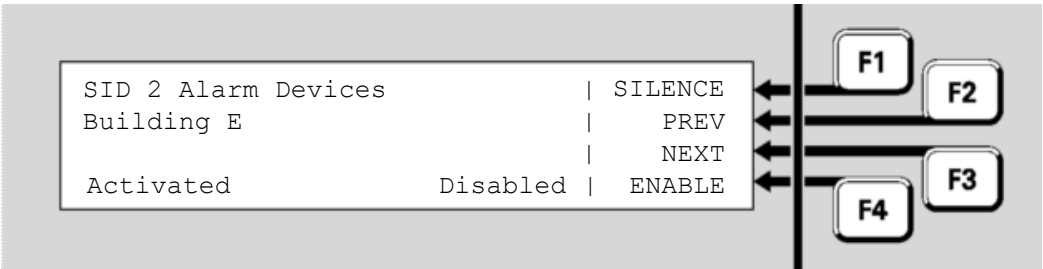 SID 2 Alarm Devices | SILENCE
Building E | PREV
| NEXT
Activated Disabled | ENABLE
F1
F2
F3
F4